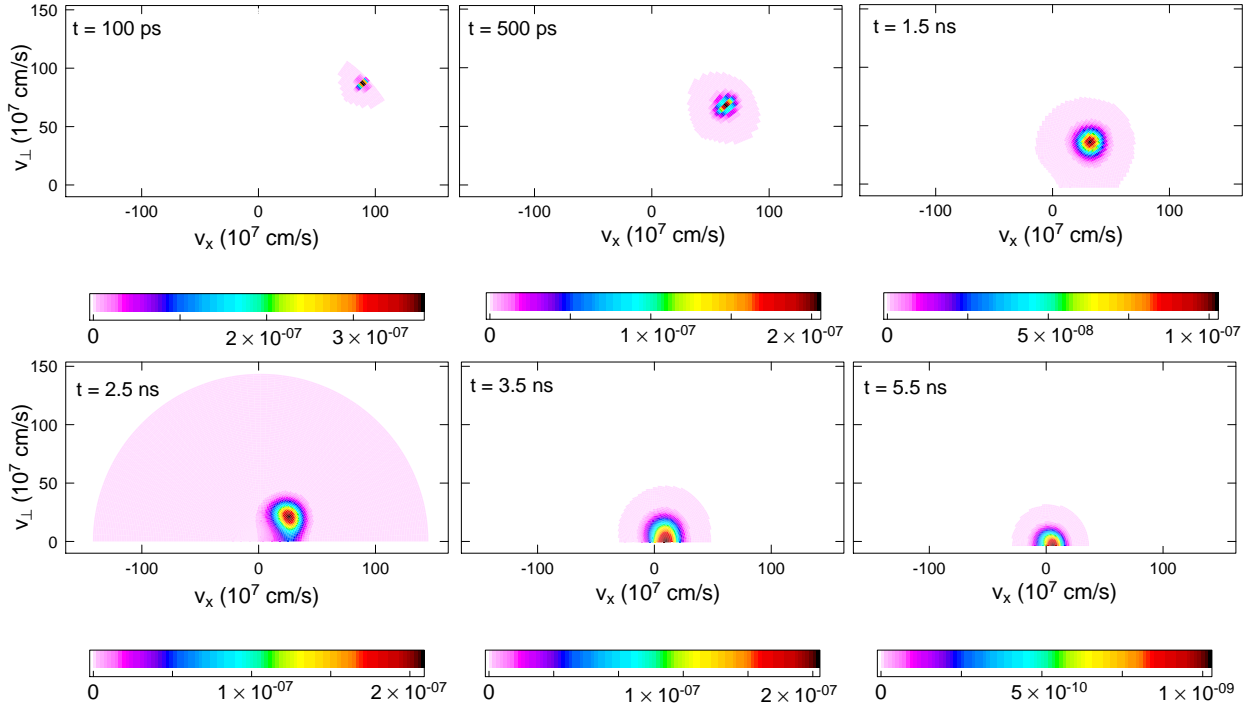 t = 100 ps
150
100
50
0
v⊥ (10⁷ cm/s)
-100 0 100
vₓ (10⁷ cm/s)
t = 500 ps
-100 0 100
vₓ (10⁷ cm/s)
t = 1.5 ns
-100 0 100
vₓ (10⁷ cm/s)
0 2 × 10⁻⁰⁷ 3 × 10⁻⁰⁷
0 1 × 10⁻⁰⁷ 2 × 10⁻⁰⁷
0 5 × 10⁻⁰⁸ 1 × 10⁻⁰⁷
t = 2.5 ns
150
100
50
0
v⊥ (10⁷ cm/s)
-100 0 100
vₓ (10⁷ cm/s)
t = 3.5 ns
-100 0 100
vₓ (10⁷ cm/s)
t = 5.5 ns
-100 0 100
vₓ (10⁷ cm/s)
0 1 × 10⁻⁰⁷ 2 × 10⁻⁰⁷
0 1 × 10⁻⁰⁷ 2 × 10⁻⁰⁷
0 5 × 10⁻¹⁰ 1 × 10⁻⁰⁹